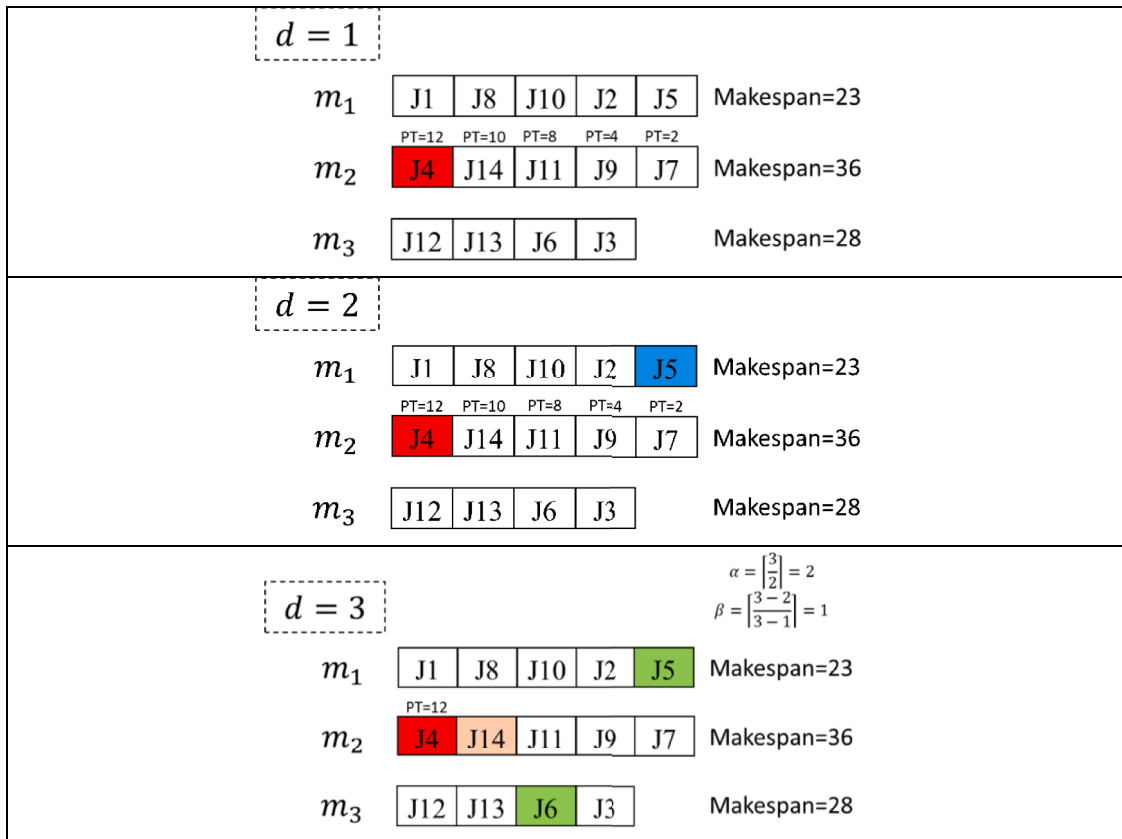 d = 1
m₁ J1 J8 J10 J2 J5 Makespan=23
PT=12 PT=10 PT=8 PT=4 PT=2
m₂ J4 J14 J11 J9 J7 Makespan=36
m₃ J12 J13 J6 J3 Makespan=28
d = 2
m₁ J1 J8 J10 J2 J5 Makespan=23
PT=12 PT=10 PT=8 PT=4 PT=2
m₂ J4 J14 J11 J9 J7 Makespan=36
m₃ J12 J13 J6 J3 Makespan=28
α = ⌈3/2⌉ = 2
β = ⌈(3 − 2)/(3 − 1)⌉ = 1
d = 3
m₁ J1 J8 J10 J2 J5 Makespan=23
PT=12
m₂ J4 J14 J11 J9 J7 Makespan=36
m₃ J12 J13 J6 J3 Makespan=28